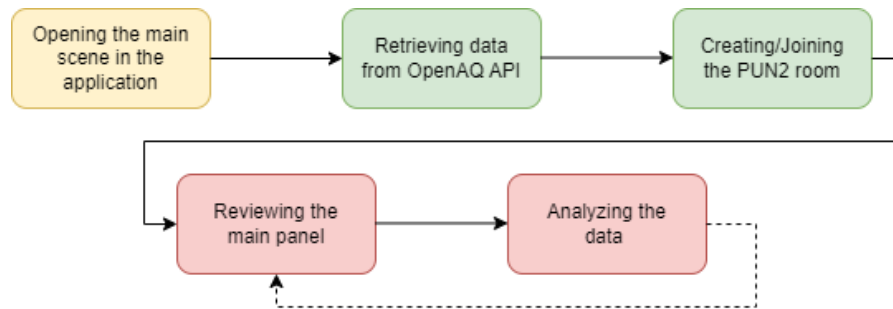 Opening the main
scene in the
application
Retrieving data
from OpenAQ API
Creating/Joining
the PUN2 room
Reviewing the
main panel
Analyzing the
data